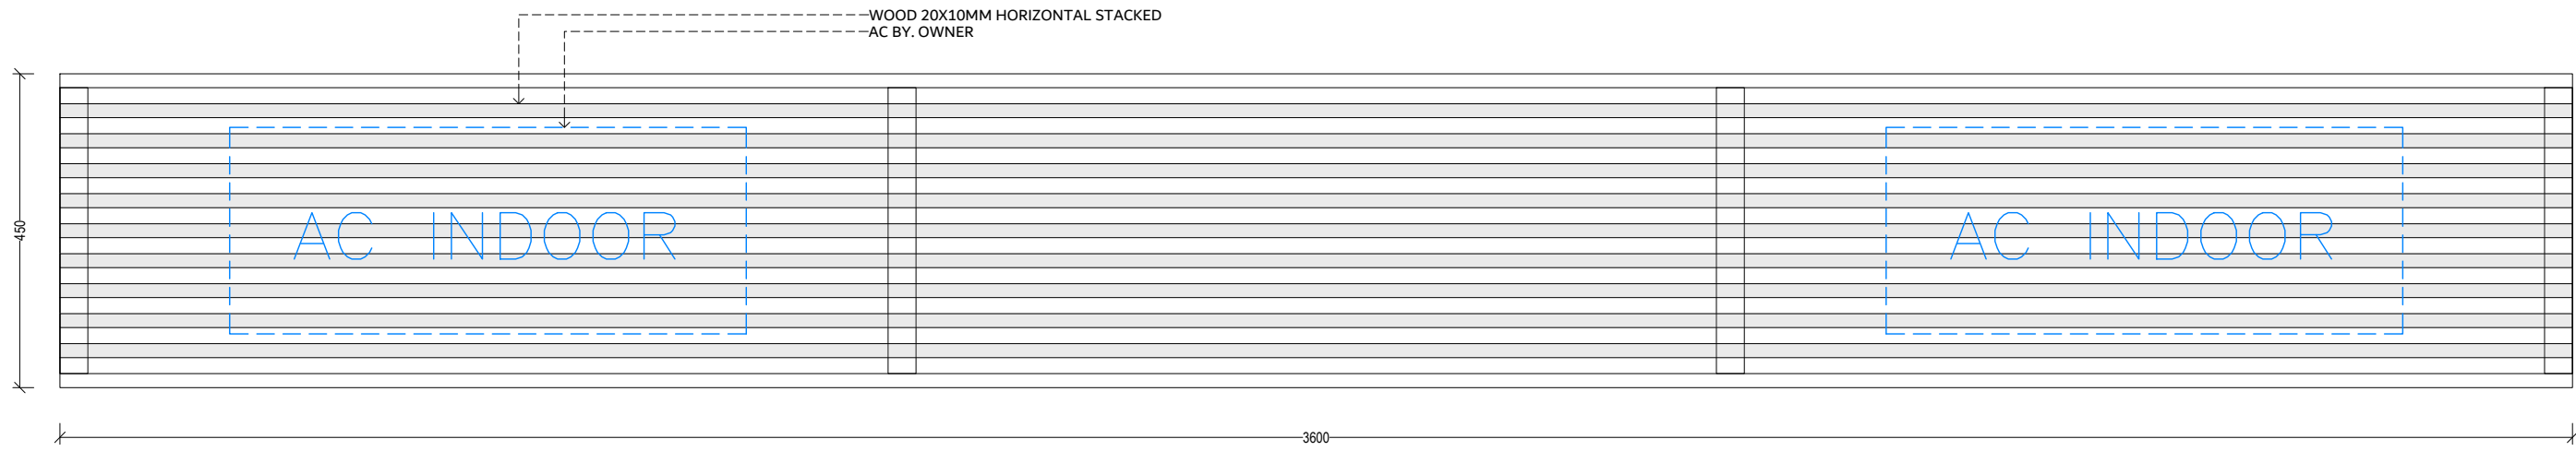 WOOD 20X10MM HORIZONTAL STACKED
AC BY. OWNER
450
AC INDOOR
AC INDOOR
3600